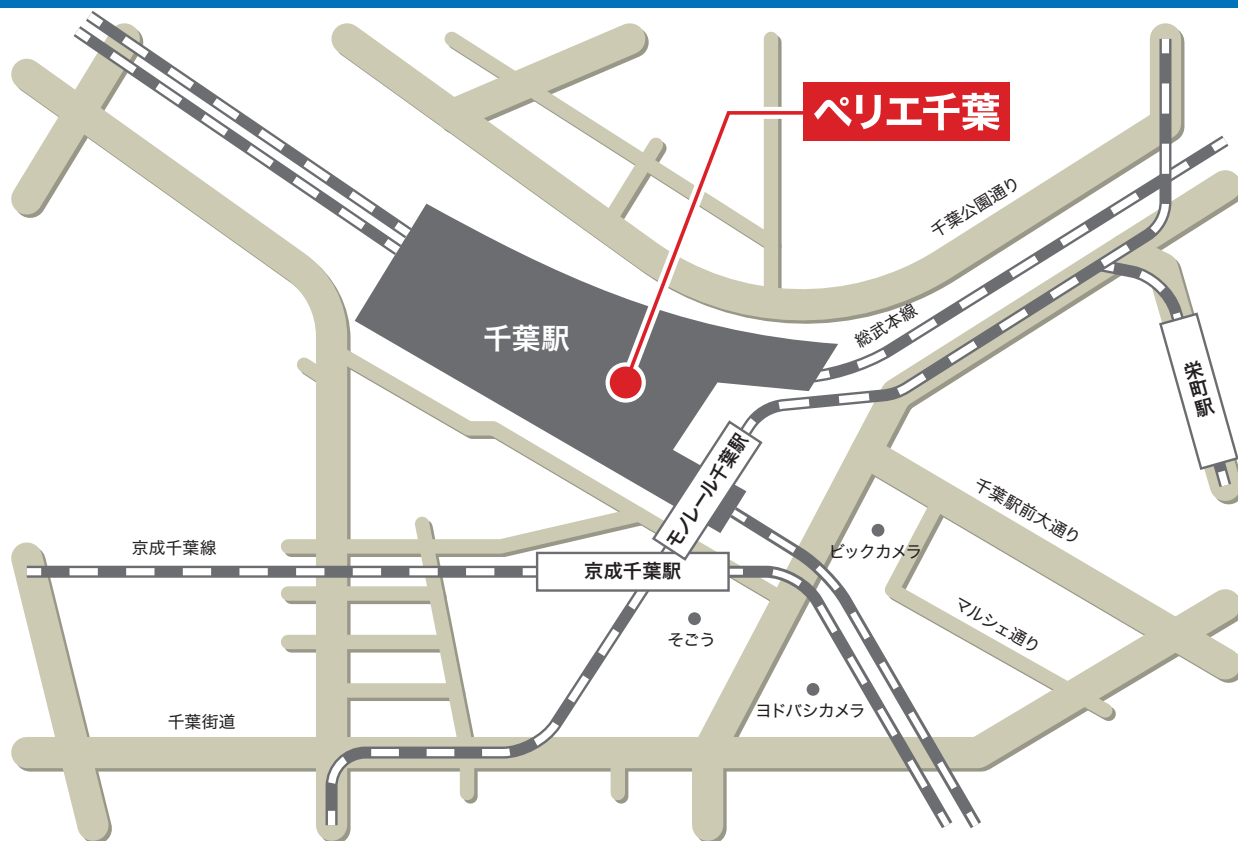 ペリエ千葉
千葉公園通り
総武本線
千葉駅
栄町駅
モノレール千葉駅
千葉駅前大通り
ビックカメラ
京成千葉線
京成千葉駅
マルシェ通り
そごう
ヨドバシカメラ
千葉街道